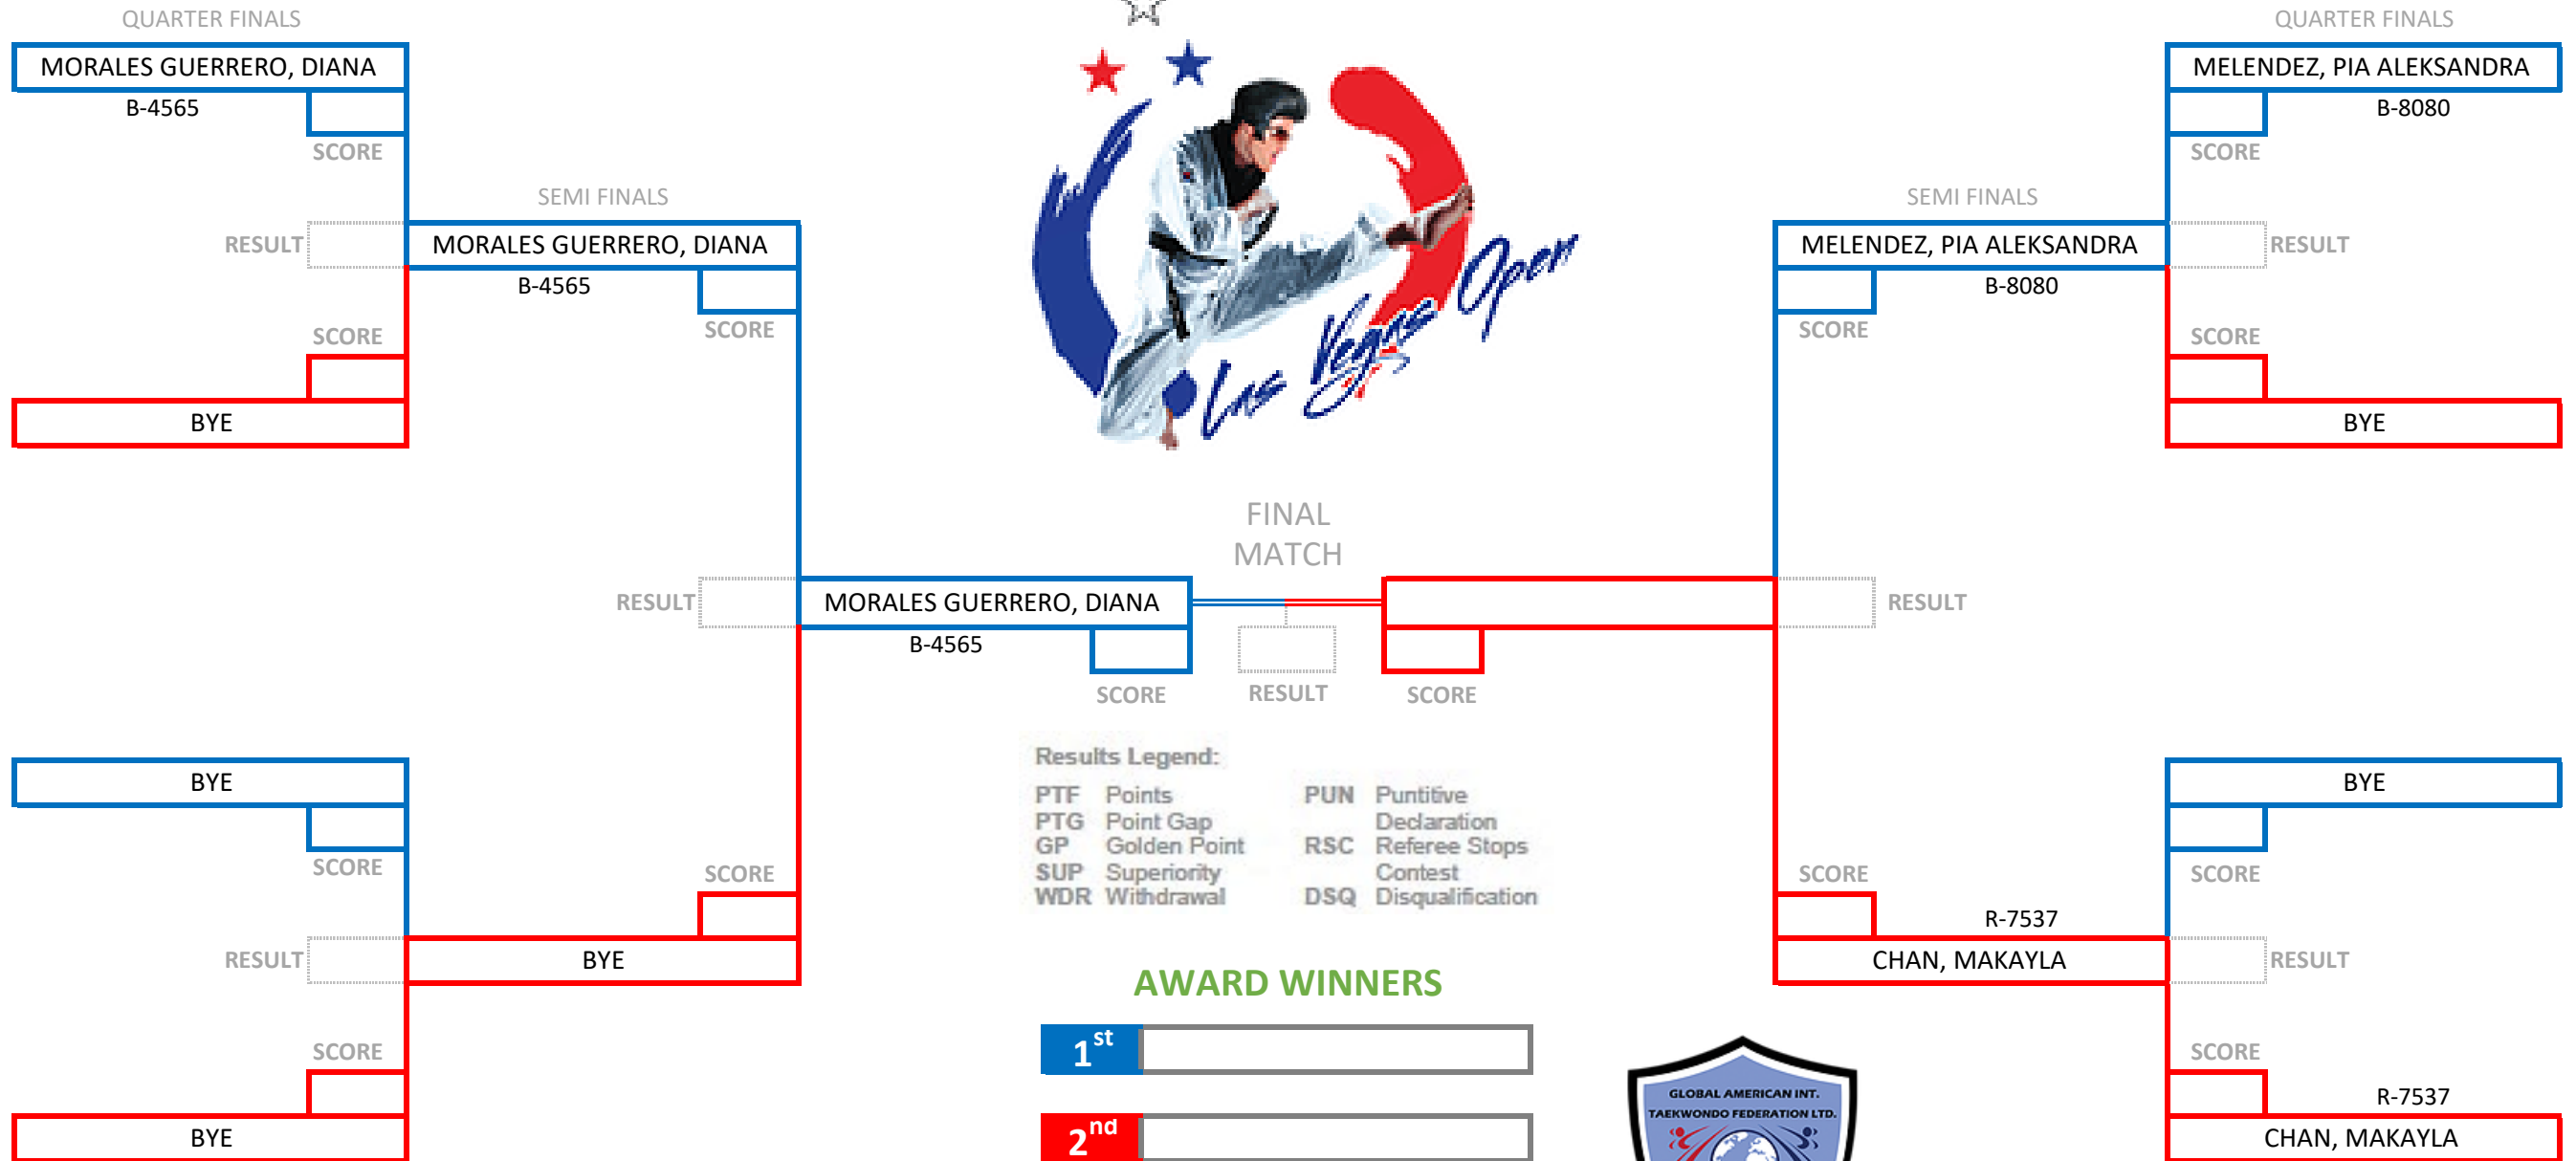 QUARTER FINALS
MORALES GUERRERO, DIANA
B-4565
SCORE
SEMI FINALS
RESULT
MORALES GUERRERO, DIANA
B-4565
SCORE
SCORE
BYE
RESULT
MORALES GUERRERO, DIANA
B-4565
SCORE
BYE
SCORE
SCORE
RESULT
BYE
SCORE
BYE
Las Vegas Open
FINAL
MATCH
RESULT
SCORE
Results Legend:
PTF Points
PTG Point Gap
GP Golden Point
SUP Superiority
WDR Withdrawal
PUN Puntitive
Declaration
RSC Referee Stops
Contest
DSQ Disqualification
AWARD WINNERS
1st
2nd
QUARTER FINALS
MELENDEZ, PIA ALEKSANDRA
B-8080
SCORE
SEMI FINALS
MELENDEZ, PIA ALEKSANDRA
RESULT
B-8080
SCORE
SCORE
BYE
RESULT
BYE
SCORE
SCORE
R-7537
CHAN, MAKAYLA
RESULT
SCORE
R-7537
CHAN, MAKAYLA
GLOBAL AMERICAN INT.
TAEKWONDO FEDERATION LTD.